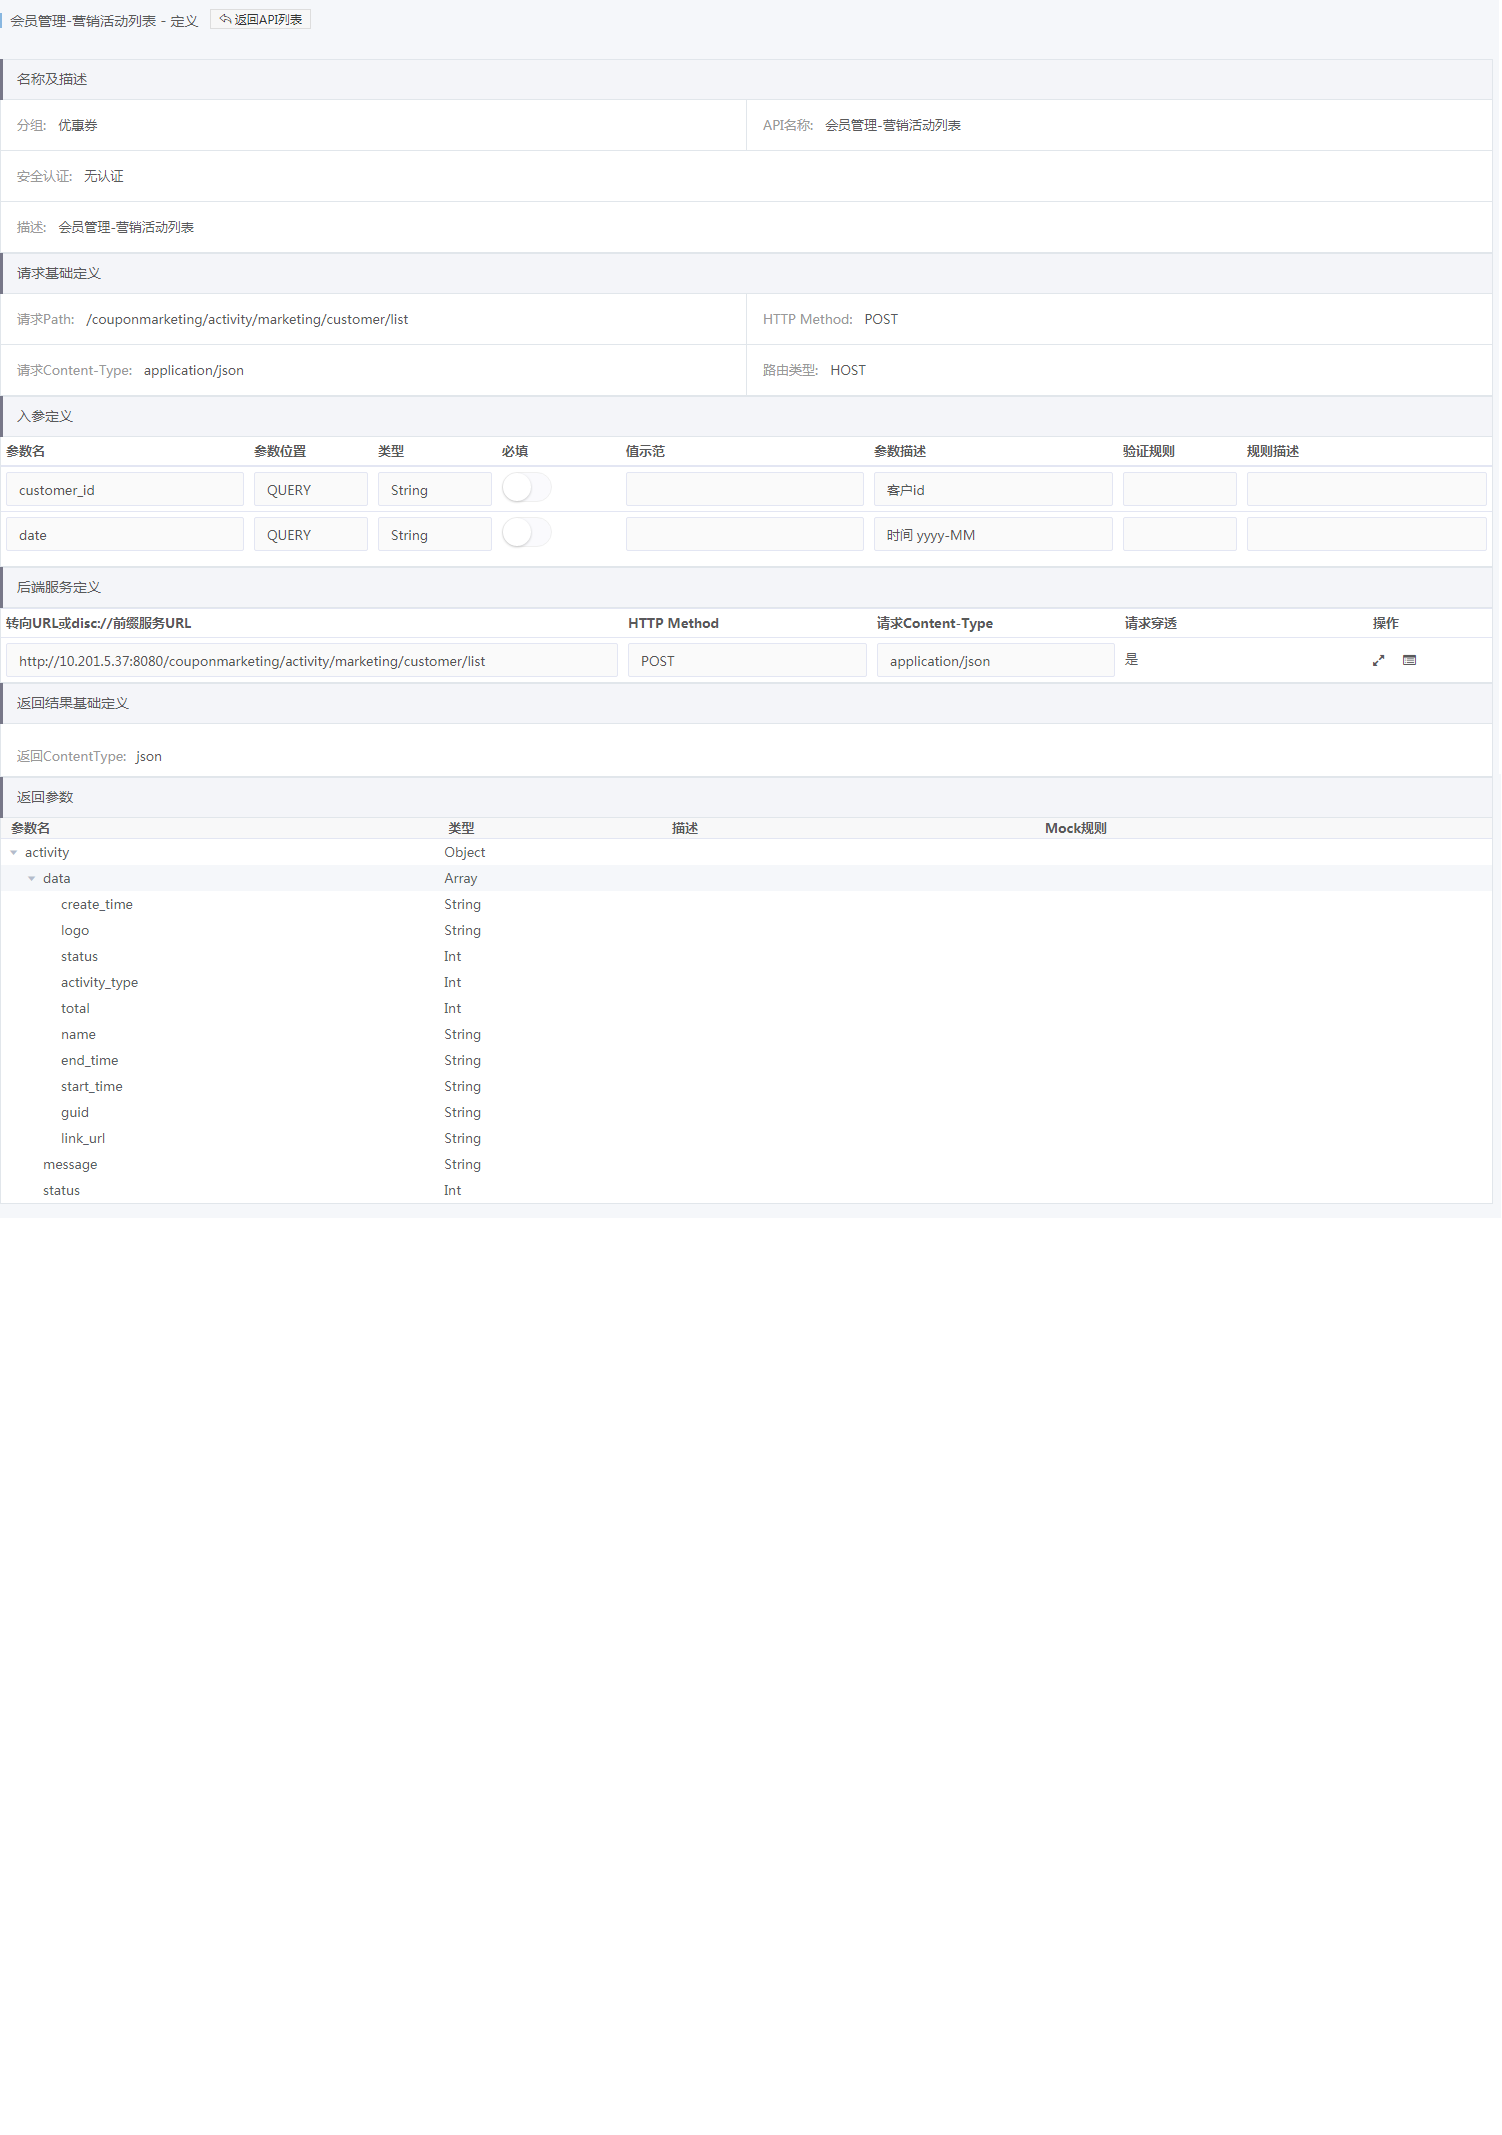 会员管理-营销活动列表 - 定义 返回API列表
名称及描述
分组: 优惠券 API名称: 会员管理-营销活动列表
安全认证: 无认证
描述: 会员管理-营销活动列表
请求基础定义
请求Path: /couponmarketing/activity/marketing/customer/list HTTP Method: POST
请求Content-Type: application/json 路由类型: HOST
入参定义
参数名 参数位置 类型 必填 值示范 参数描述 验证规则 规则描述
customer_id QUERY String 客户id
date QUERY String 时间 yyyy-MM
后端服务定义
转向URL或disc://前缀服务URL HTTP Method 请求Content-Type 请求穿透 操作
http://10.201.5.37:8080/couponmarketing/activity/marketing/customer/list POST application/json 是
返回结果基础定义
返回ContentType: json
返回参数
参数名 类型 描述 Mock规则
activity Object
data Array
create_time String
logo String
status Int
activity_type Int
total Int
name String
end_time String
start_time String
guid String
link_url String
message String
status Int